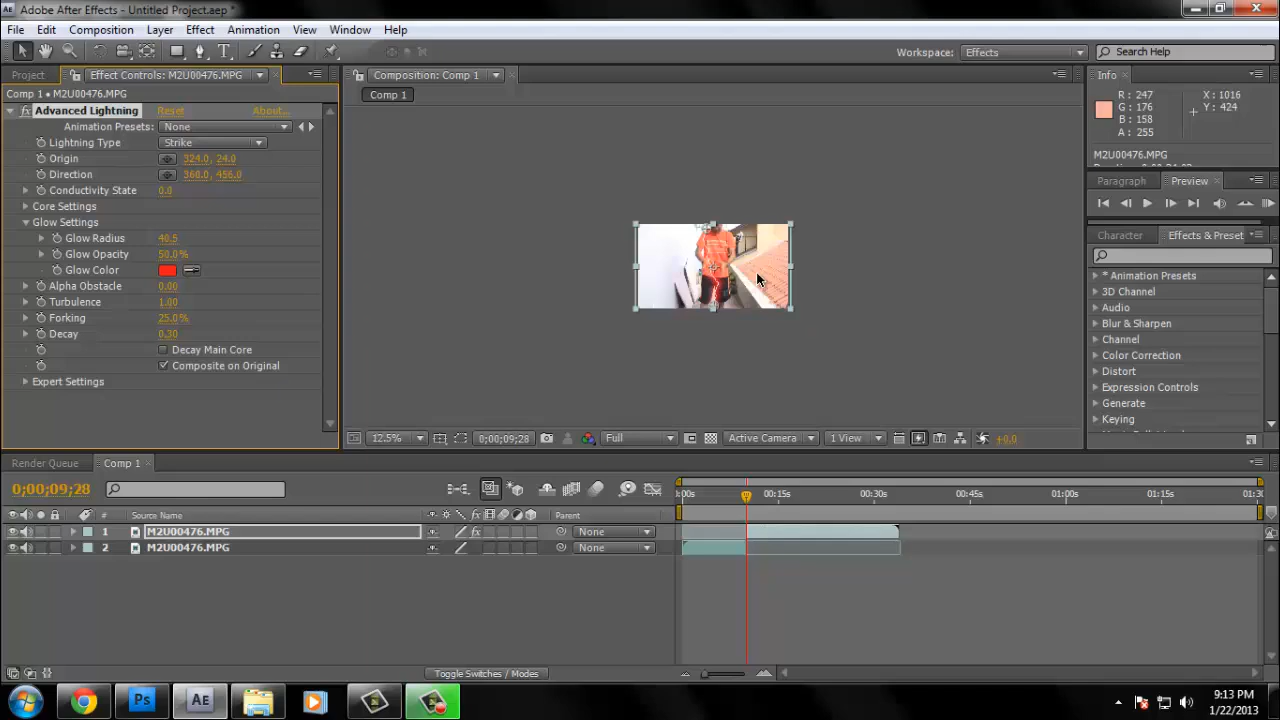 Adobe After Effects - Untitled Project.aep *
File Edit Composition Layer Effect Animation View Window Help
Workspace: Effects Search Help
Project Effect Controls: M2U00476.MPG Composition: Comp 1 Info
Comp 1 • M2U00476.MPG Comp 1
R: 247 X: 1016
G: 176 Y: 424
B: 158
A: 255
M2U00476.MPG
Advanced Lightning Reset About...
Animation Presets: None
Lightning Type Strike
Origin 324.0, 24.0
Direction 360.0, 456.0
Conductivity State 0.0
Core Settings
Glow Settings
Glow Radius 40.5
Glow Opacity 50.0%
Glow Color
Alpha Obstacle 0.00
Turbulence 1.00
Forking 25.0%
Decay 0.30
Decay Main Core
Composite on Original
Expert Settings
Paragraph Preview
Character Effects & Preset
* Animation Presets
3D Channel
Audio
Blur & Sharpen
Channel
Color Correction
Distort
Expression Controls
Generate
Keying
12.5% 0;00;09;28 Full Active Camera 1 View +0.0
Render Queue Comp 1
0;00;09;28
:00s 00:15s 00:30s 00:45s 01:00s 01:15s 01:30
# Source Name Parent
1 M2U00476.MPG None
2 M2U00476.MPG None
Toggle Switches / Modes
Ps AE
9:13 PM
1/22/2013